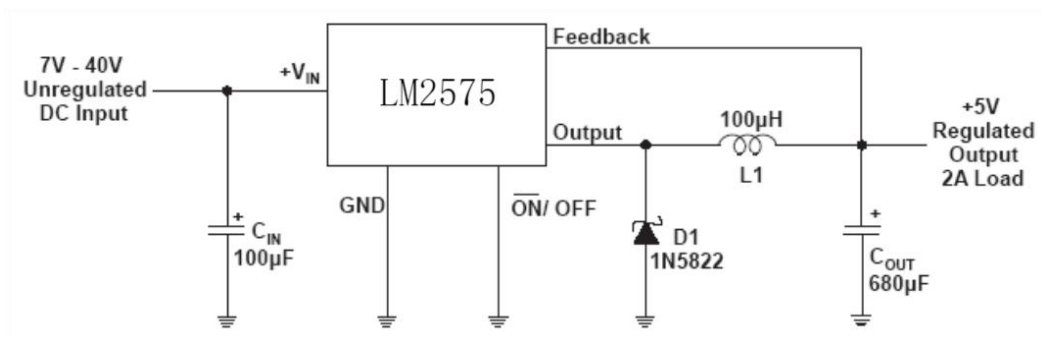 7V - 40V
Unregulated
DC Input
+VIN
LM2575
Feedback
Output
GND
ON/ OFF
+
CIN
100µF
D1
1N5822
100µH
L1
+
COUT
680µF
+5V
Regulated
Output
2A Load